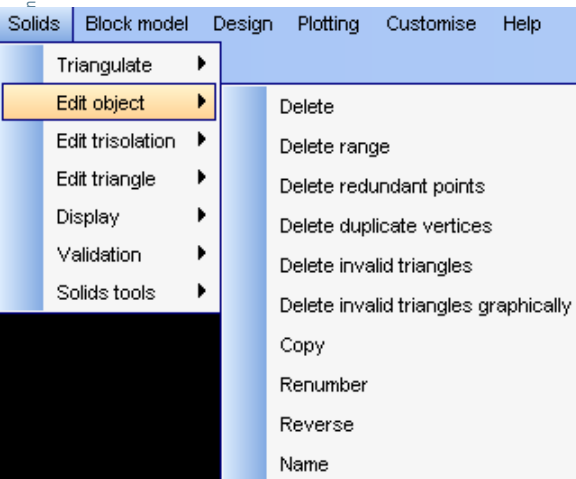 Solids Block model Design Plotting Customise Help
Triangulate
Edit object
Edit trisolation
Edit triangle
Display
Validation
Solids tools
Delete
Delete range
Delete redundant points
Delete duplicate vertices
Delete invalid triangles
Delete invalid triangles graphically
Copy
Renumber
Reverse
Name